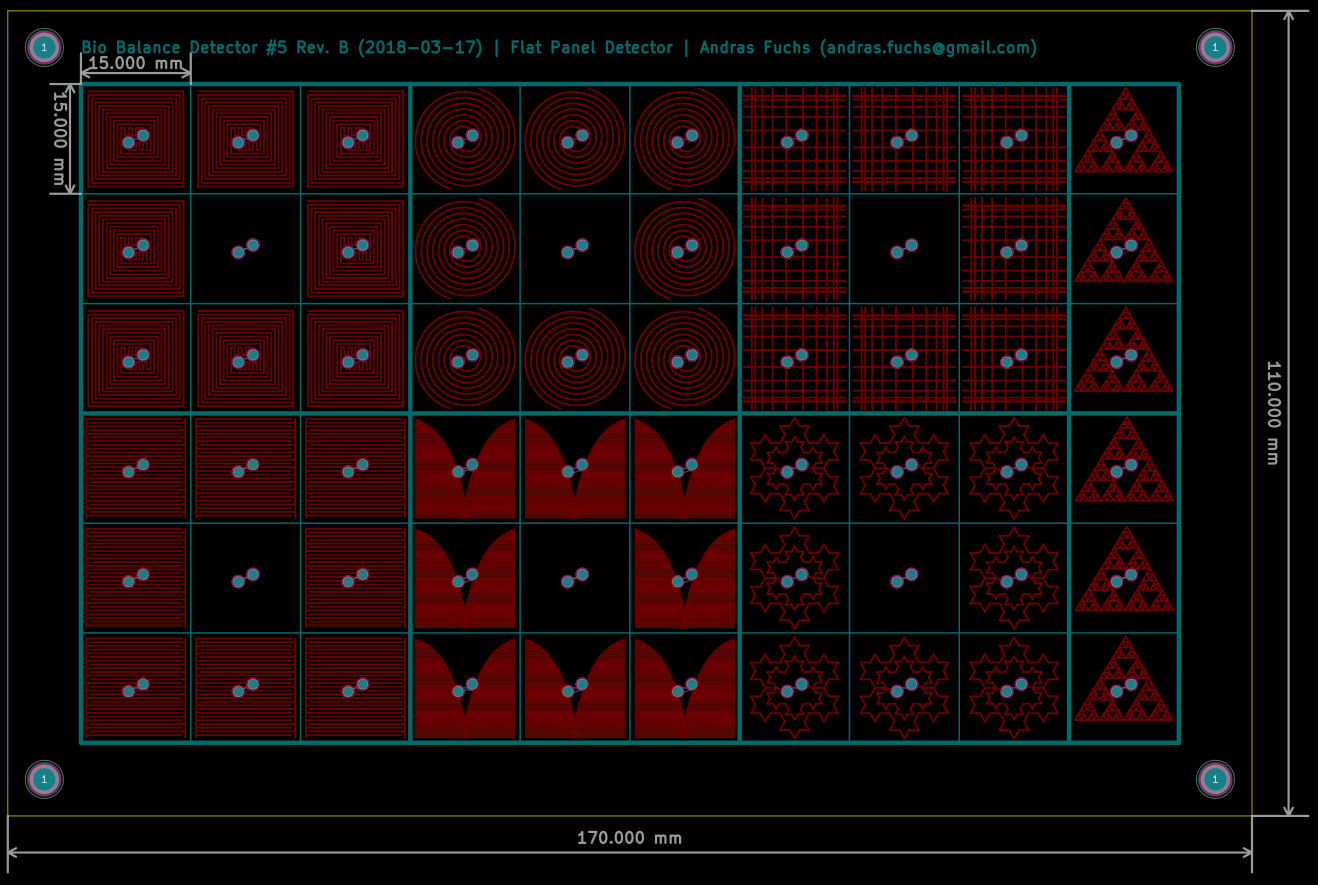 1
Bio Balance Detector #5 Rev. B (2018-03-17) | Flat Panel Detector | Andras Fuchs (andras.fuchs@gmail.com)
1
15.000 mm
15.000 mm
110.000 mm
1
1
170.000 mm